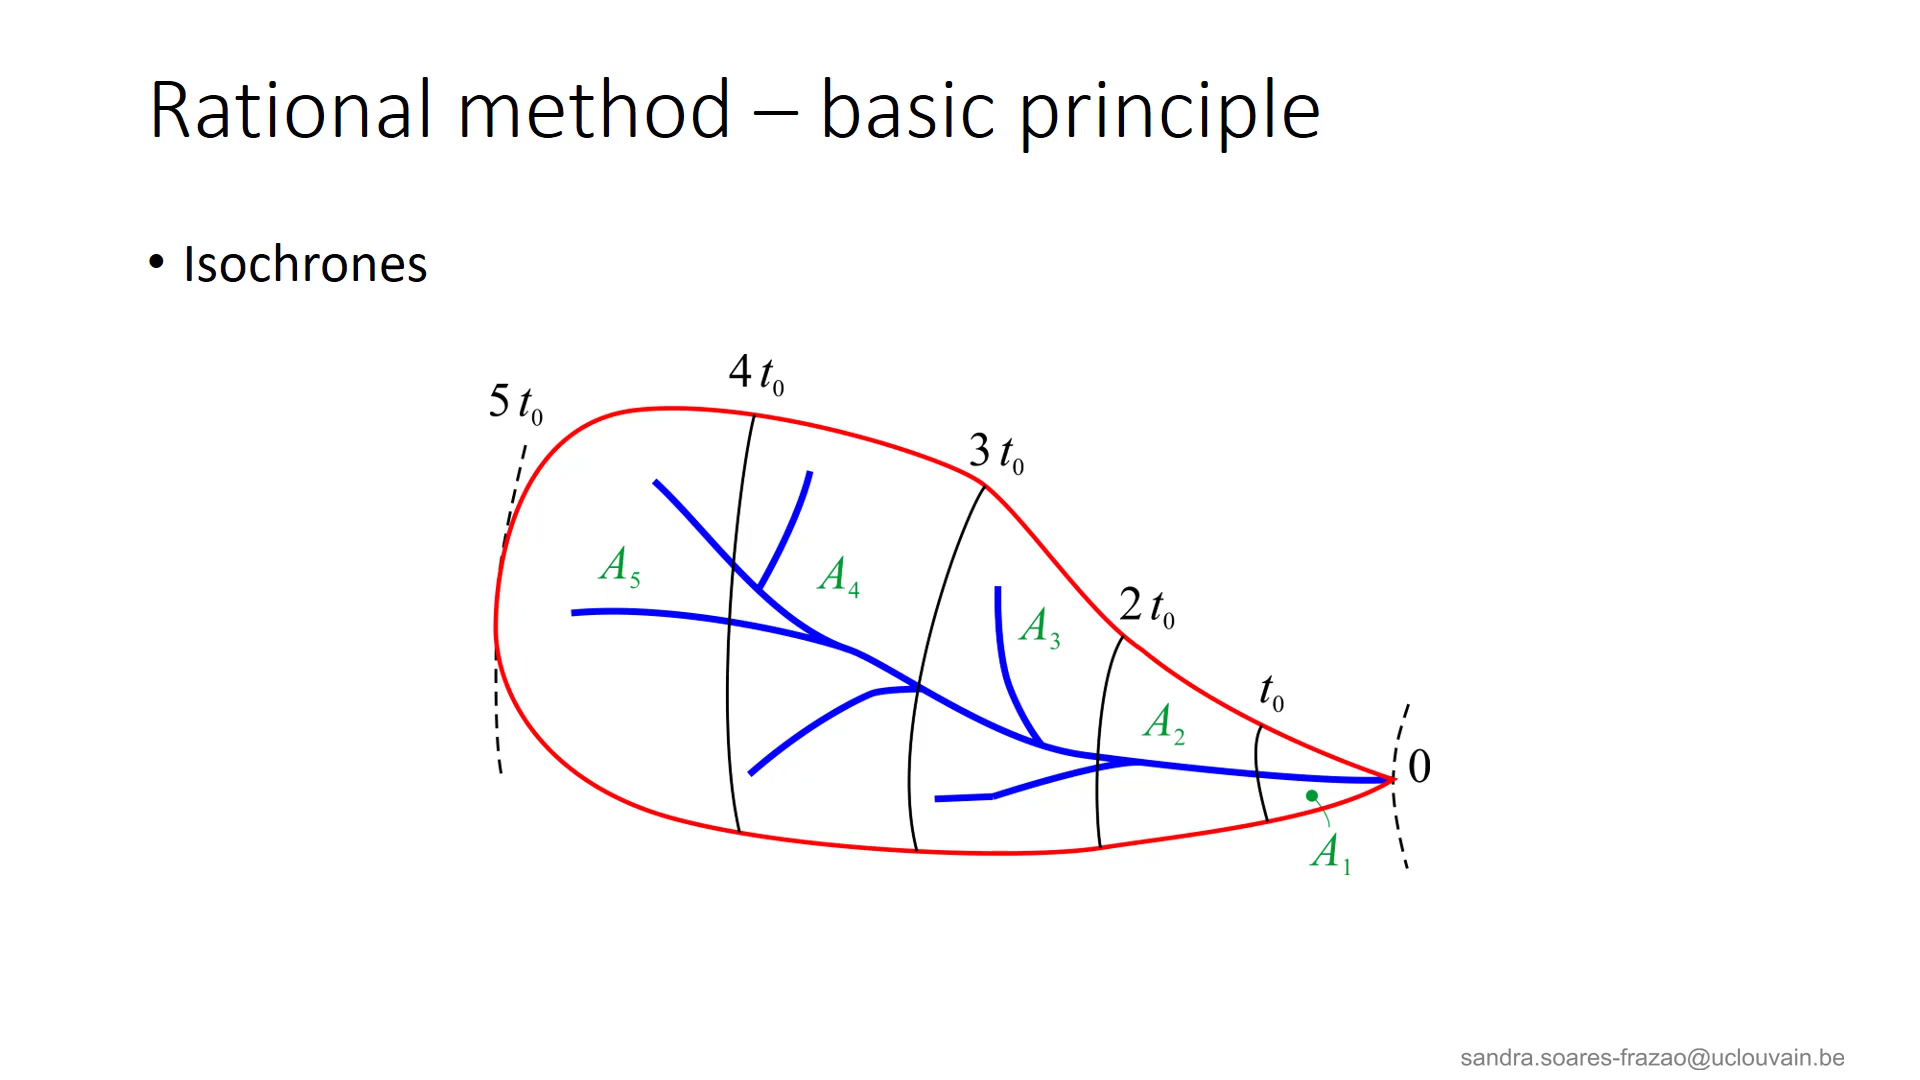 Rational method – basic principle
• Isochrones
4 t₀
5 t₀
3 t₀
A₅
A₄
2 t₀
A₃
t₀
A₂
0
A₁
sandra.soares-frazao@uclouvain.be